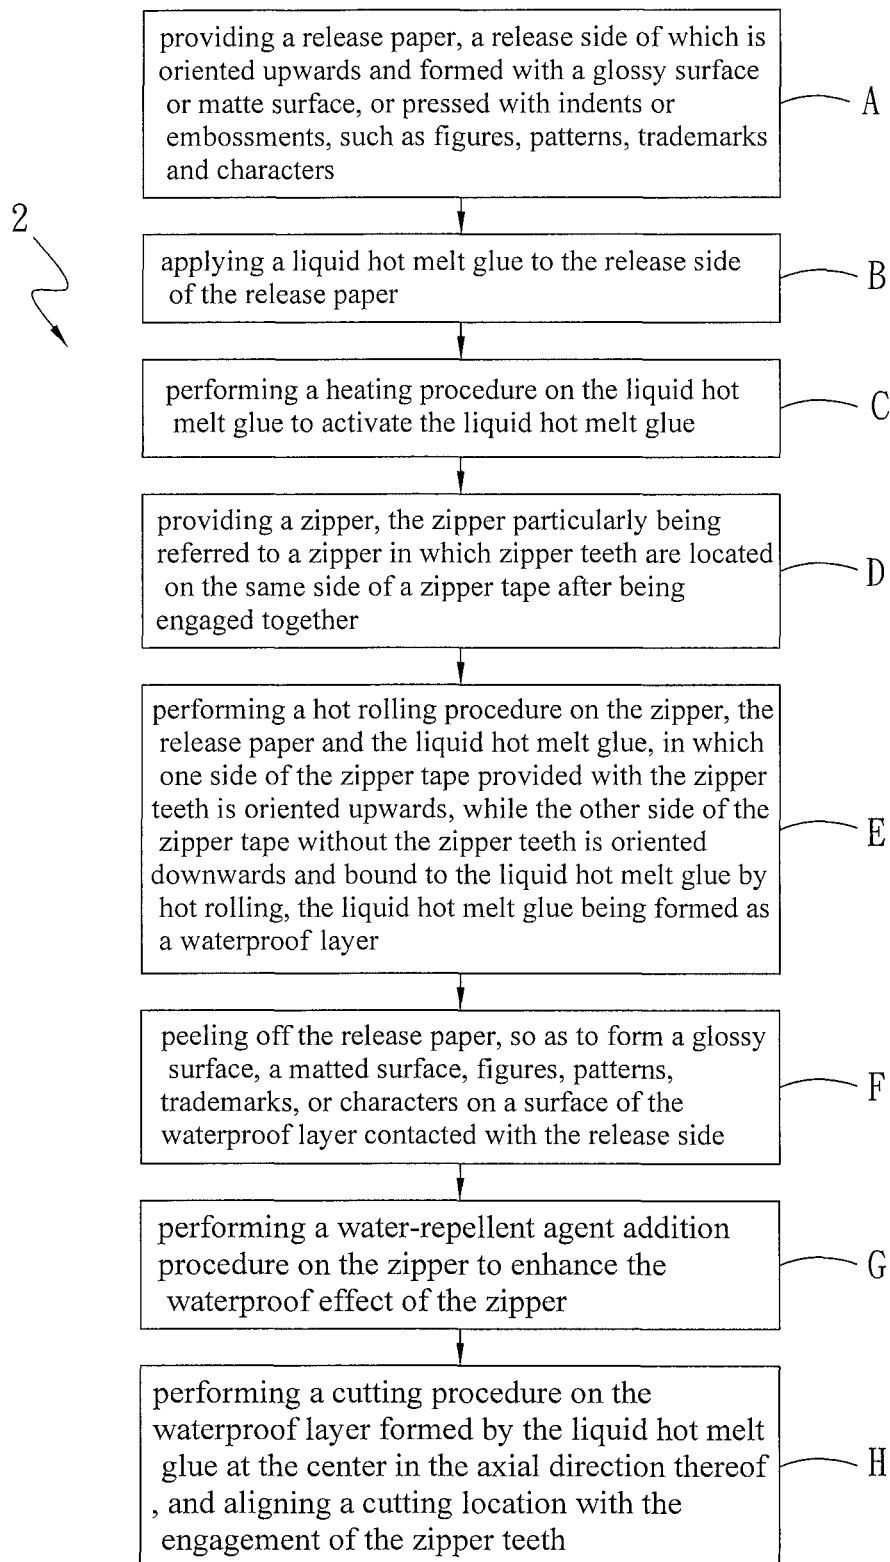 providing a release paper, a release side of which is
oriented upwards and formed with a glossy surface
or matte surface, or pressed with indents or
embossments, such as figures, patterns, trademarks
and characters
A
2
applying a liquid hot melt glue to the release side
of the release paper
B
performing a heating procedure on the liquid hot
melt glue to activate the liquid hot melt glue
C
providing a zipper, the zipper particularly being
referred to a zipper in which zipper teeth are located
on the same side of a zipper tape after being
engaged together
D
performing a hot rolling procedure on the zipper, the
release paper and the liquid hot melt glue, in which
one side of the zipper tape provided with the zipper
teeth is oriented upwards, while the other side of the
zipper tape without the zipper teeth is oriented
downwards and bound to the liquid hot melt glue by
hot rolling, the liquid hot melt glue being formed as
a waterproof layer
E
peeling off the release paper, so as to form a glossy
surface, a matted surface, figures, patterns,
trademarks, or characters on a surface of the
waterproof layer contacted with the release side
F
performing a water-repellent agent addition
procedure on the zipper to enhance the
waterproof effect of the zipper
G
performing a cutting procedure on the
waterproof layer formed by the liquid hot melt
glue at the center in the axial direction thereof
, and aligning a cutting location with the
engagement of the zipper teeth
H